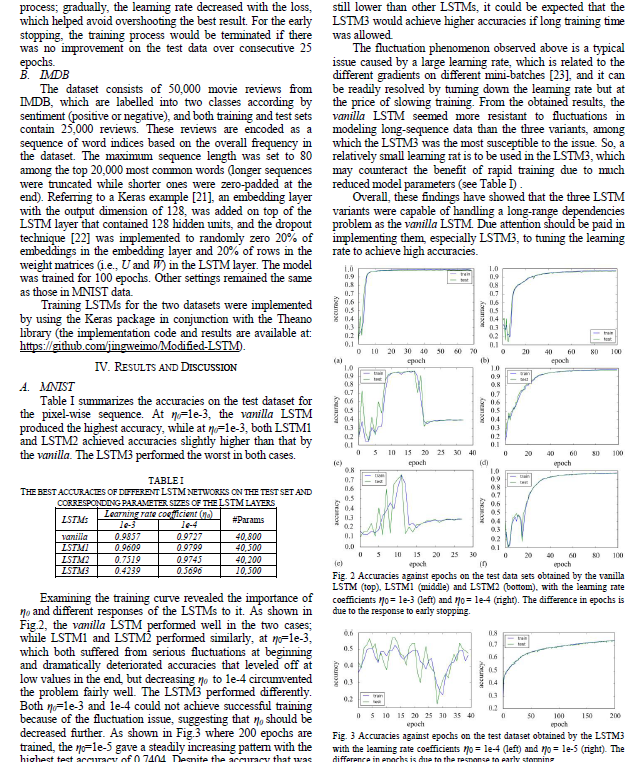 process; gradually, the learning rate decreased with the loss,
which helped avoid overshooting the best result. For the early
stopping, the training process would be terminated if there
was no improvement on the test data over consecutive 25
epochs.
B. IMDB
The dataset consists of 50,000 movie reviews from
IMDB, which are labelled into two classes according by
sentiment (positive or negative), and both training and test sets
contain 25,000 reviews. These reviews are encoded as a
sequence of word indices based on the overall frequency in
the dataset. The maximum sequence length was set to 80
among the top 20,000 most common words (longer sequences
were truncated while shorter ones were zero-padded at the
end). Referring to a Keras example [21], an embedding layer
with the output dimension of 128, was added on top of the
LSTM layer that contained 128 hidden units, and the dropout
technique [22] was implemented to randomly zero 20% of
embeddings in the embedding layer and 20% of rows in the
weight matrices (i.e., U and W) in the LSTM layer. The model
was trained for 100 epochs. Other settings remained the same
as those in MNIST data.
Training LSTMs for the two datasets were implemented
by using the Keras package in conjunction with the Theano
library (the implementation code and results are available at:
https://github.com/jingweimo/Modified-LSTM).
IV. RESULTS AND DISCUSSION
A. MNIST
Table I summarizes the accuracies on the test dataset for
the pixel-wise sequence. At η0=1e-3, the vanilla LSTM
produced the highest accuracy, while at η0=1e-3, both LSTM1
and LSTM2 achieved accuracies slightly higher than that by
the vanilla. The LSTM3 performed the worst in both cases.
TABLE I
THE BEST ACCURACIES OF DIFFERENT LSTM NETWORKS ON THE TEST SET AND
CORRESPONDING PARAMETER SIZES OF THE LSTM LAYERS
LSTMs Learning rate coefficient (η0) #Params
1e-3 1e-4
vanilla 0.9857 0.9727 40,800
LSTM1 0.9609 0.9799 40,500
LSTM2 0.7519 0.9745 40,200
LSTM3 0.4239 0.5696 10,500
Examining the training curve revealed the importance of
η0 and different responses of the LSTMs to it. As shown in
Fig.2, the vanilla LSTM performed well in the two cases;
while LSTM1 and LSTM2 performed similarly, at η0=1e-3,
which both suffered from serious fluctuations at beginning
and dramatically deteriorated accuracies that leveled off at
low values in the end, but decreasing η0 to 1e-4 circumvented
the problem fairly well. The LSTM3 performed differently.
Both η0=1e-3 and 1e-4 could not achieve successful training
because of the fluctuation issue, suggesting that η0 should be
decreased further. As shown in Fig.3 where 200 epochs are
trained, the η0=1e-5 gave a steadily increasing pattern with the
highest test accuracy of 0.7404. Despite the accuracy that was
still lower than other LSTMs, it could be expected that the
LSTM3 would achieve higher accuracies if long training time
was allowed.
The fluctuation phenomenon observed above is a typical
issue caused by a large learning rate, which is related to the
different gradients on different mini-batches [23], and it can
be readily resolved by turning down the learning rate but at
the price of slowing training. From the obtained results, the
vanilla LSTM seemed more resistant to fluctuations in
modeling long-sequence data than the three variants, among
which the LSTM3 was the most susceptible to the issue. So, a
relatively small learning rat is to be used in the LSTM3, which
may counteract the benefit of rapid training due to much
reduced model parameters (see Table I) .
Overall, these findings have showed that the three LSTM
variants were capable of handling a long-range dependencies
problem as the vanilla LSTM. Due attention should be paid in
implementing them, especially LSTM3, to tuning the learning
rate to achieve high accuracies.
1.0
0.9
0.8
0.7
0.6
0.5
0.4
0.3
0.2
0.1
accuracy
train
test
0 10 20 30 40 50 60 70
(a) epoch
1.0
0.9
0.8
0.7
0.6
0.5
0.4
0.3
0.2
0.1
accuracy
train
test
0 20 40 60 80 100
(b) epoch
1.0
0.9
0.8
0.7
0.6
0.5
0.4
0.3
0.2
0.1
accuracy
train
test
0 5 10 15 20 25 30 35 40
(c) epoch
1.0
0.9
0.8
0.7
0.6
0.5
0.4
0.3
0.2
0.1
accuracy
train
test
0 20 40 60 80 100
(d) epoch
0.8
0.7
0.6
0.5
0.4
0.3
0.2
0.1
0.0
accuracy
train
test
0 5 10 15 20 25 30
(e) epoch
1.0
0.9
0.8
0.7
0.6
0.5
0.4
0.3
0.2
0.1
accuracy
train
test
0 20 40 60 80 100
(f) epoch
Fig. 2 Accuracies against epochs on the test data sets obtained by the vanilla
LSTM (top), LSTM1 (middle) and LSTM2 (bottom), with the learning rate
coefficients η0 = 1e-3 (left) and η0 = 1e-4 (right). The difference in epochs is
due to the response to early stopping.
0.6
0.5
0.4
0.3
0.2
accuracy
train
test
0 5 10 15 20 25 30 35 40
epoch
0.8
0.7
0.6
0.5
0.4
0.3
0.2
accuracy
train
test
0 50 100 150 200
epoch
Fig. 3 Accuracies against epochs on the test dataset obtained by the LSTM3
with the learning rate coefficients η0 = 1e-4 (left) and η0 = 1e-5 (right). The
difference in epochs is due to the response to early stopping